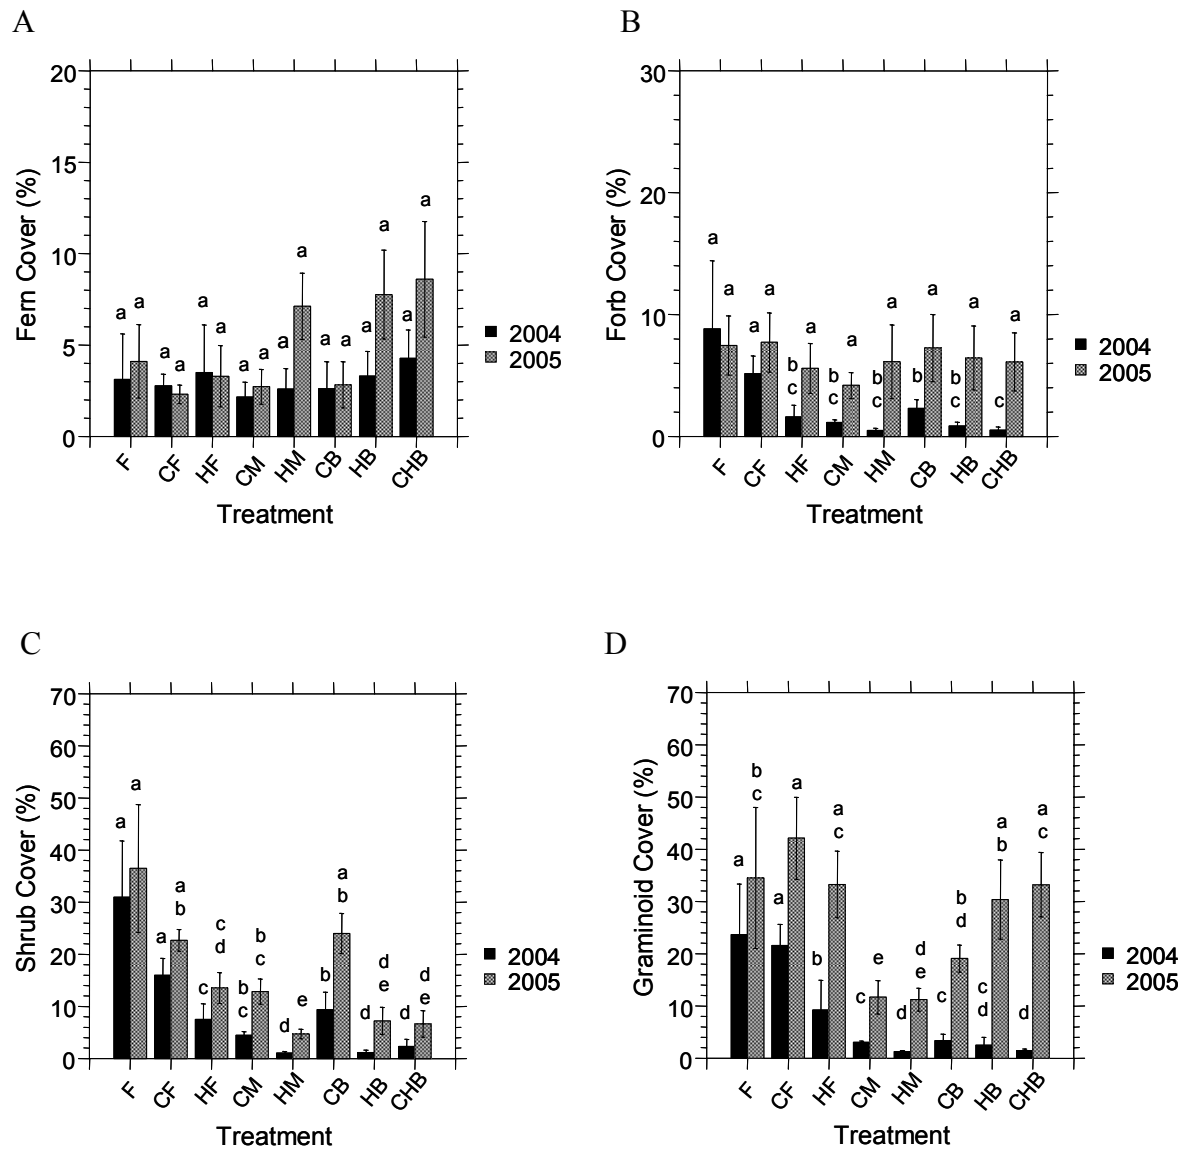 A
20
15
10
5
0
Fern Cover (%)
a a a a a a a a a a a a a a a a
F CF HF CM HM CB HB CHB
Treatment
2004
2005
B
30
20
10
0
Forb Cover (%)
a a a a b c a b c a b c a b a b c a c a
F CF HF CM HM CB HB CHB
Treatment
2004
2005
C
70
60
50
40
30
20
10
0
Shrub Cover (%)
a a a a b c c d b c b c d e b a b d d e d d e
F CF HF CM HM CB HB CHB
Treatment
2004
2005
D
70
60
50
40
30
20
10
0
Graminoid Cover (%)
a b c a a b a c c e d d e c b d c d a b d a c
F CF HF CM HM CB HB CHB
Treatment
2004
2005